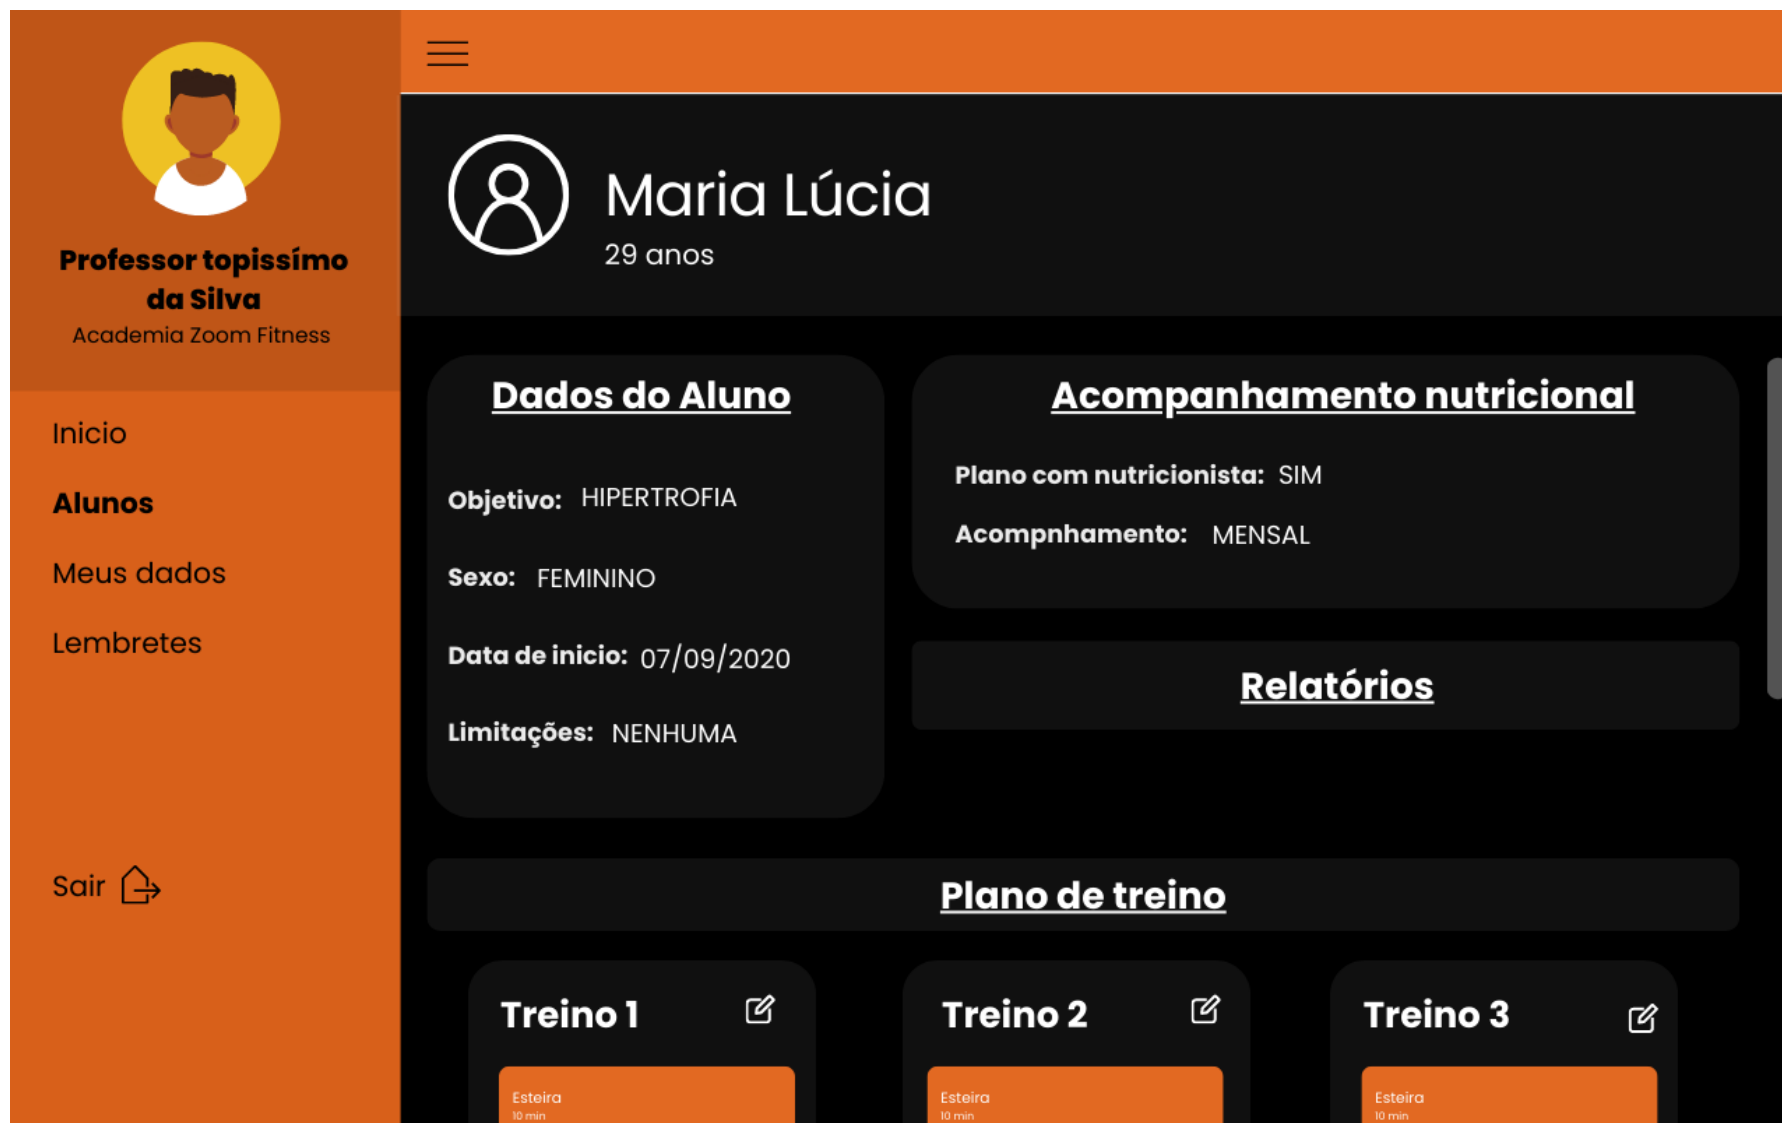 Professor topissímo
da Silva
Academia Zoom Fitness
Inicio
Alunos
Meus dados
Lembretes
Sair
Maria Lúcia
29 anos
Dados do Aluno
Objetivo: HIPERTROFIA
Sexo: FEMININO
Data de inicio: 07/09/2020
Limitações: NENHUMA
Acompanhamento nutricional
Plano com nutricionista: SIM
Acompnhamento: MENSAL
Relatórios
Plano de treino
Treino 1
Esteira
10 min
Treino 2
Esteira
10 min
Treino 3
Esteira
10 min